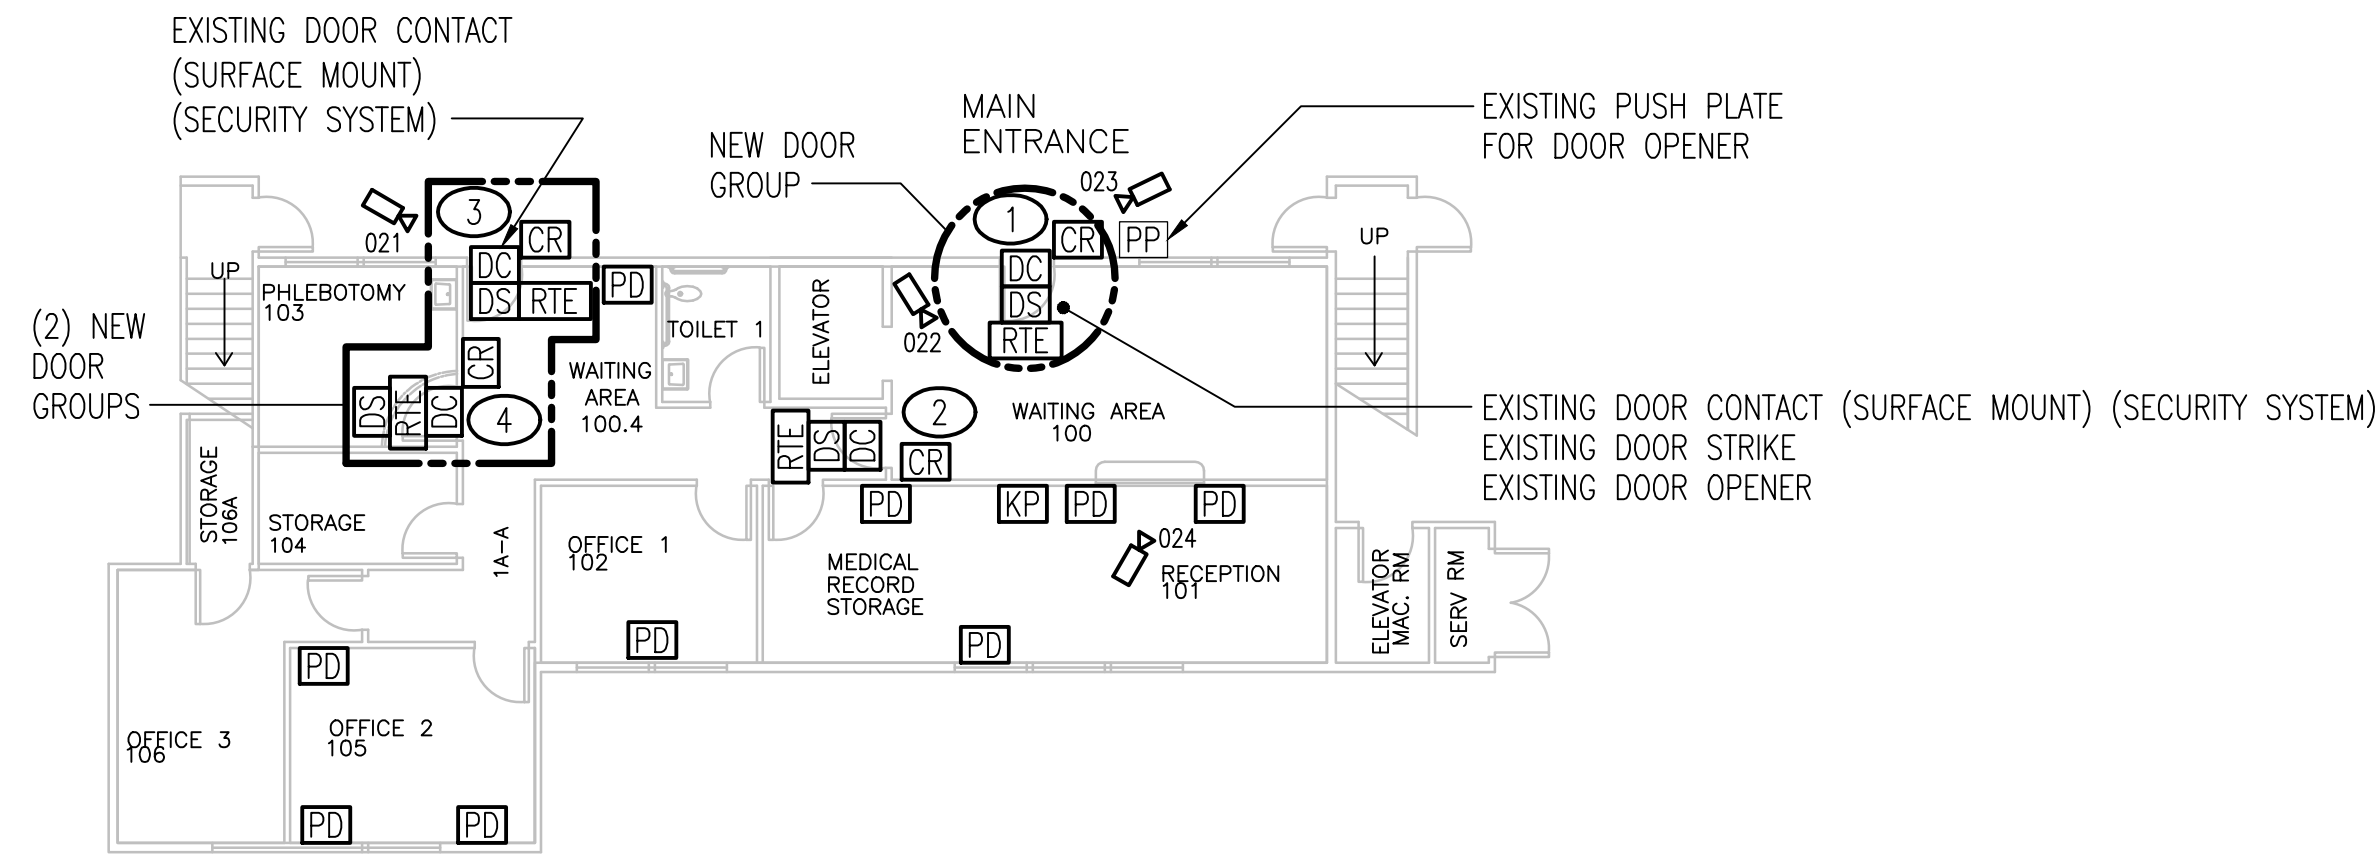 EXISTING DOOR CONTACT
(SURFACE MOUNT)
(SECURITY SYSTEM)
MAIN
ENTRANCE
NEW DOOR
GROUP
EXISTING PUSH PLATE
FOR DOOR OPENER
021
3
CR
DC
DS
RTE
PD
023
1
CR
PP
DC
DS
RTE
022
UP
UP
PHLEBOTOMY
103
(2) NEW
DOOR
GROUPS
CR
DS
RTE
DC
4
WAITING
AREA
100.4
TOILET 1
ELEVATOR
2
WAITING AREA
100
RTE
DS
DC
CR
EXISTING DOOR CONTACT (SURFACE MOUNT) (SECURITY SYSTEM)
EXISTING DOOR STRIKE
EXISTING DOOR OPENER
STORAGE
106A
STORAGE
104
1A-A
OFFICE 1
102
PD
KP
PD
PD
024
MEDICAL
RECORD
STORAGE
RECEPTION
101
ELEVATOR
MAC. RM
SERV RM
PD
PD
PD
OFFICE 3
106
OFFICE 2
105
PD
PD